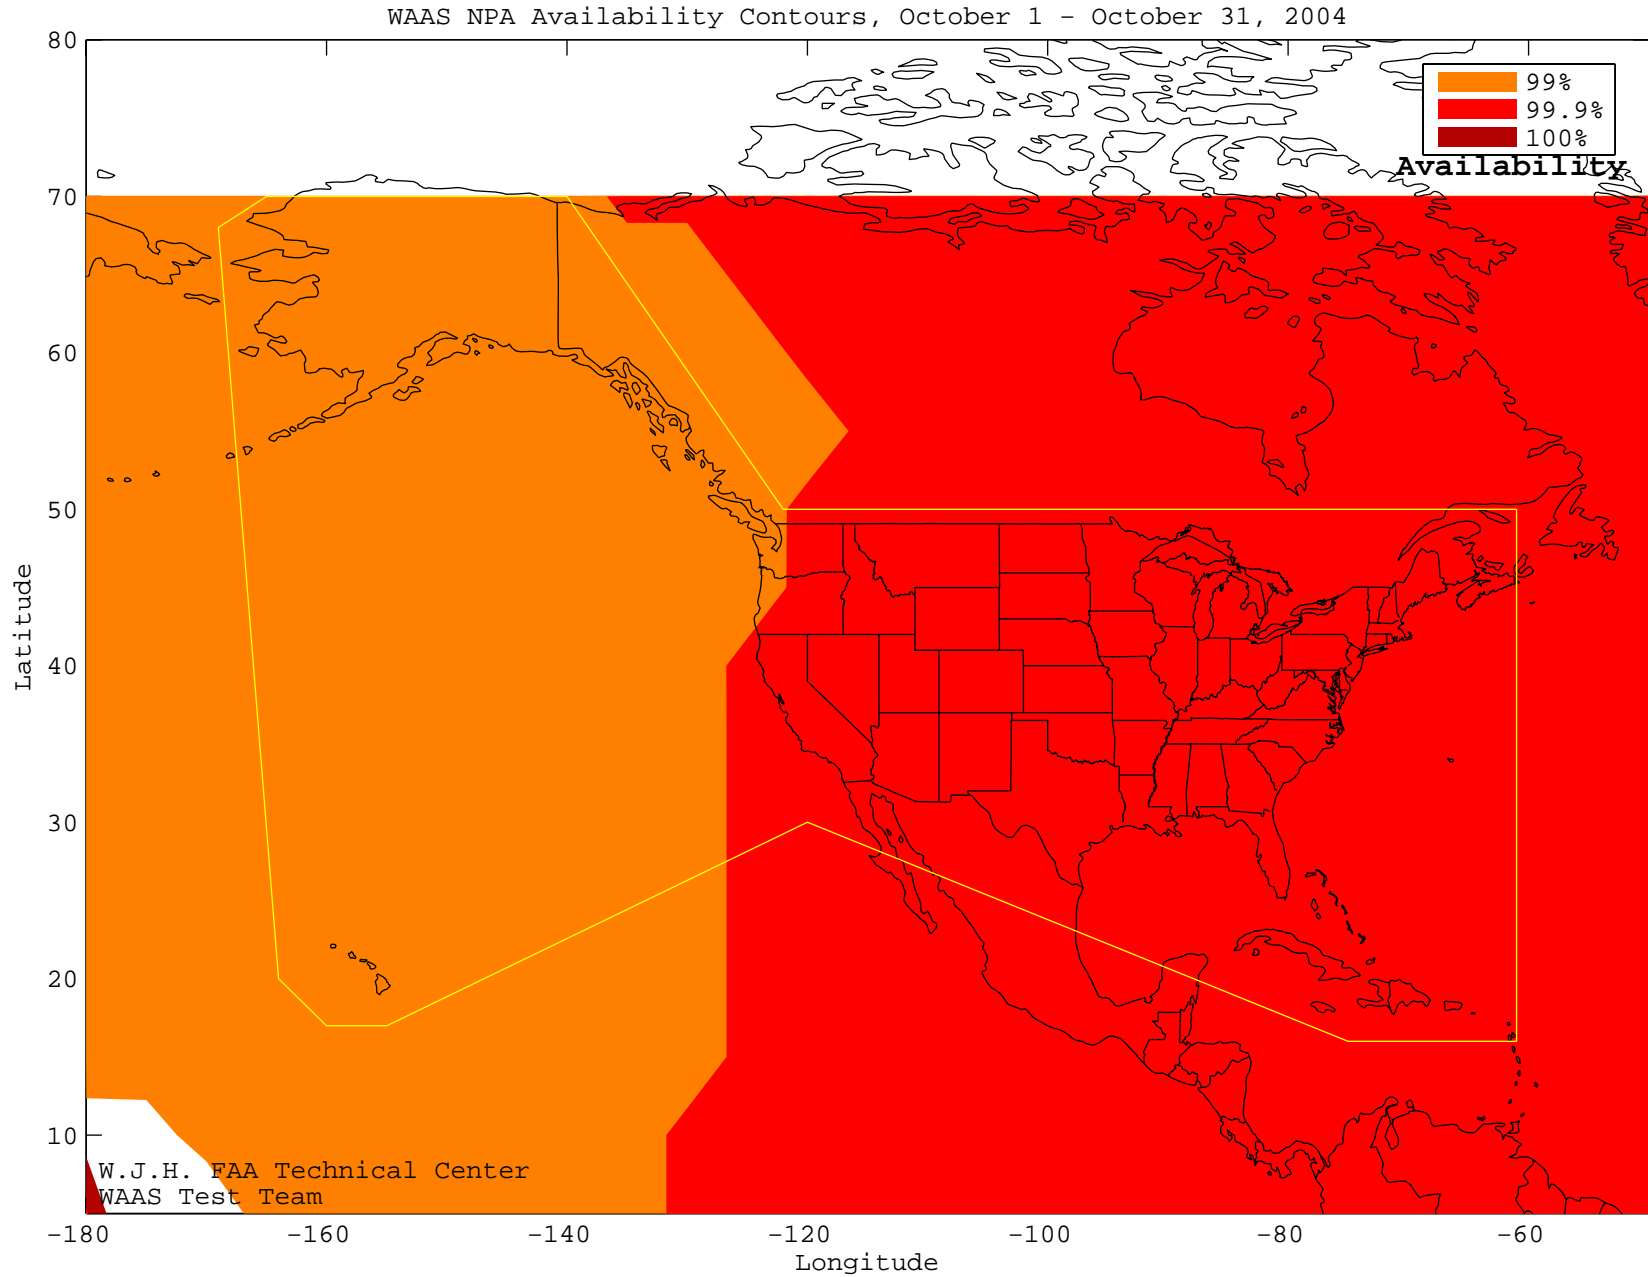 WAAS NPA Availability Contours, October 1 - October 31, 2004
80
99%
99.9%
100%
Availability
70
60
50
Latitude
40
30
20
10
W.J.H. FAA Technical Center
WAAS Test Team
-180 -160 -140 -120 -100 -80 -60
Longitude